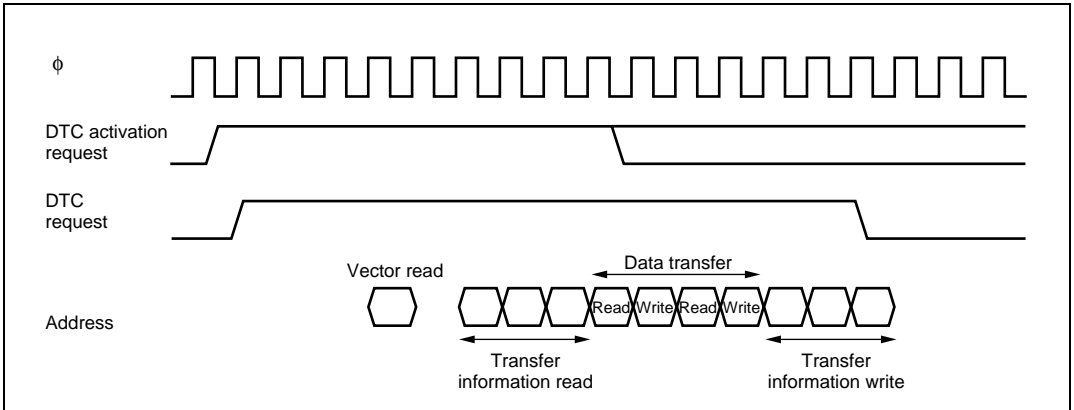 ϕ
DTC activation
request
DTC
request
Vector read
Data transfer
Address
Read Write Read Write
Transfer
information read
Transfer
information write